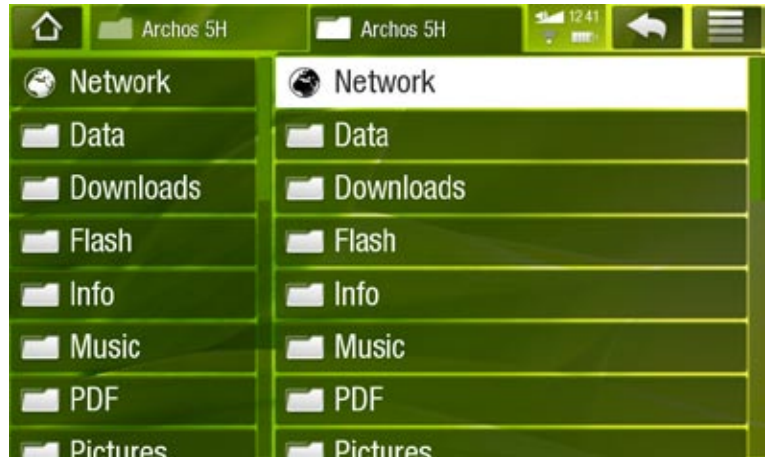 Archos 5H
Archos 5H
12 41
Network
Data
Downloads
Flash
Info
Music
PDF
Pictures
Network
Data
Downloads
Flash
Info
Music
PDF
Pictures